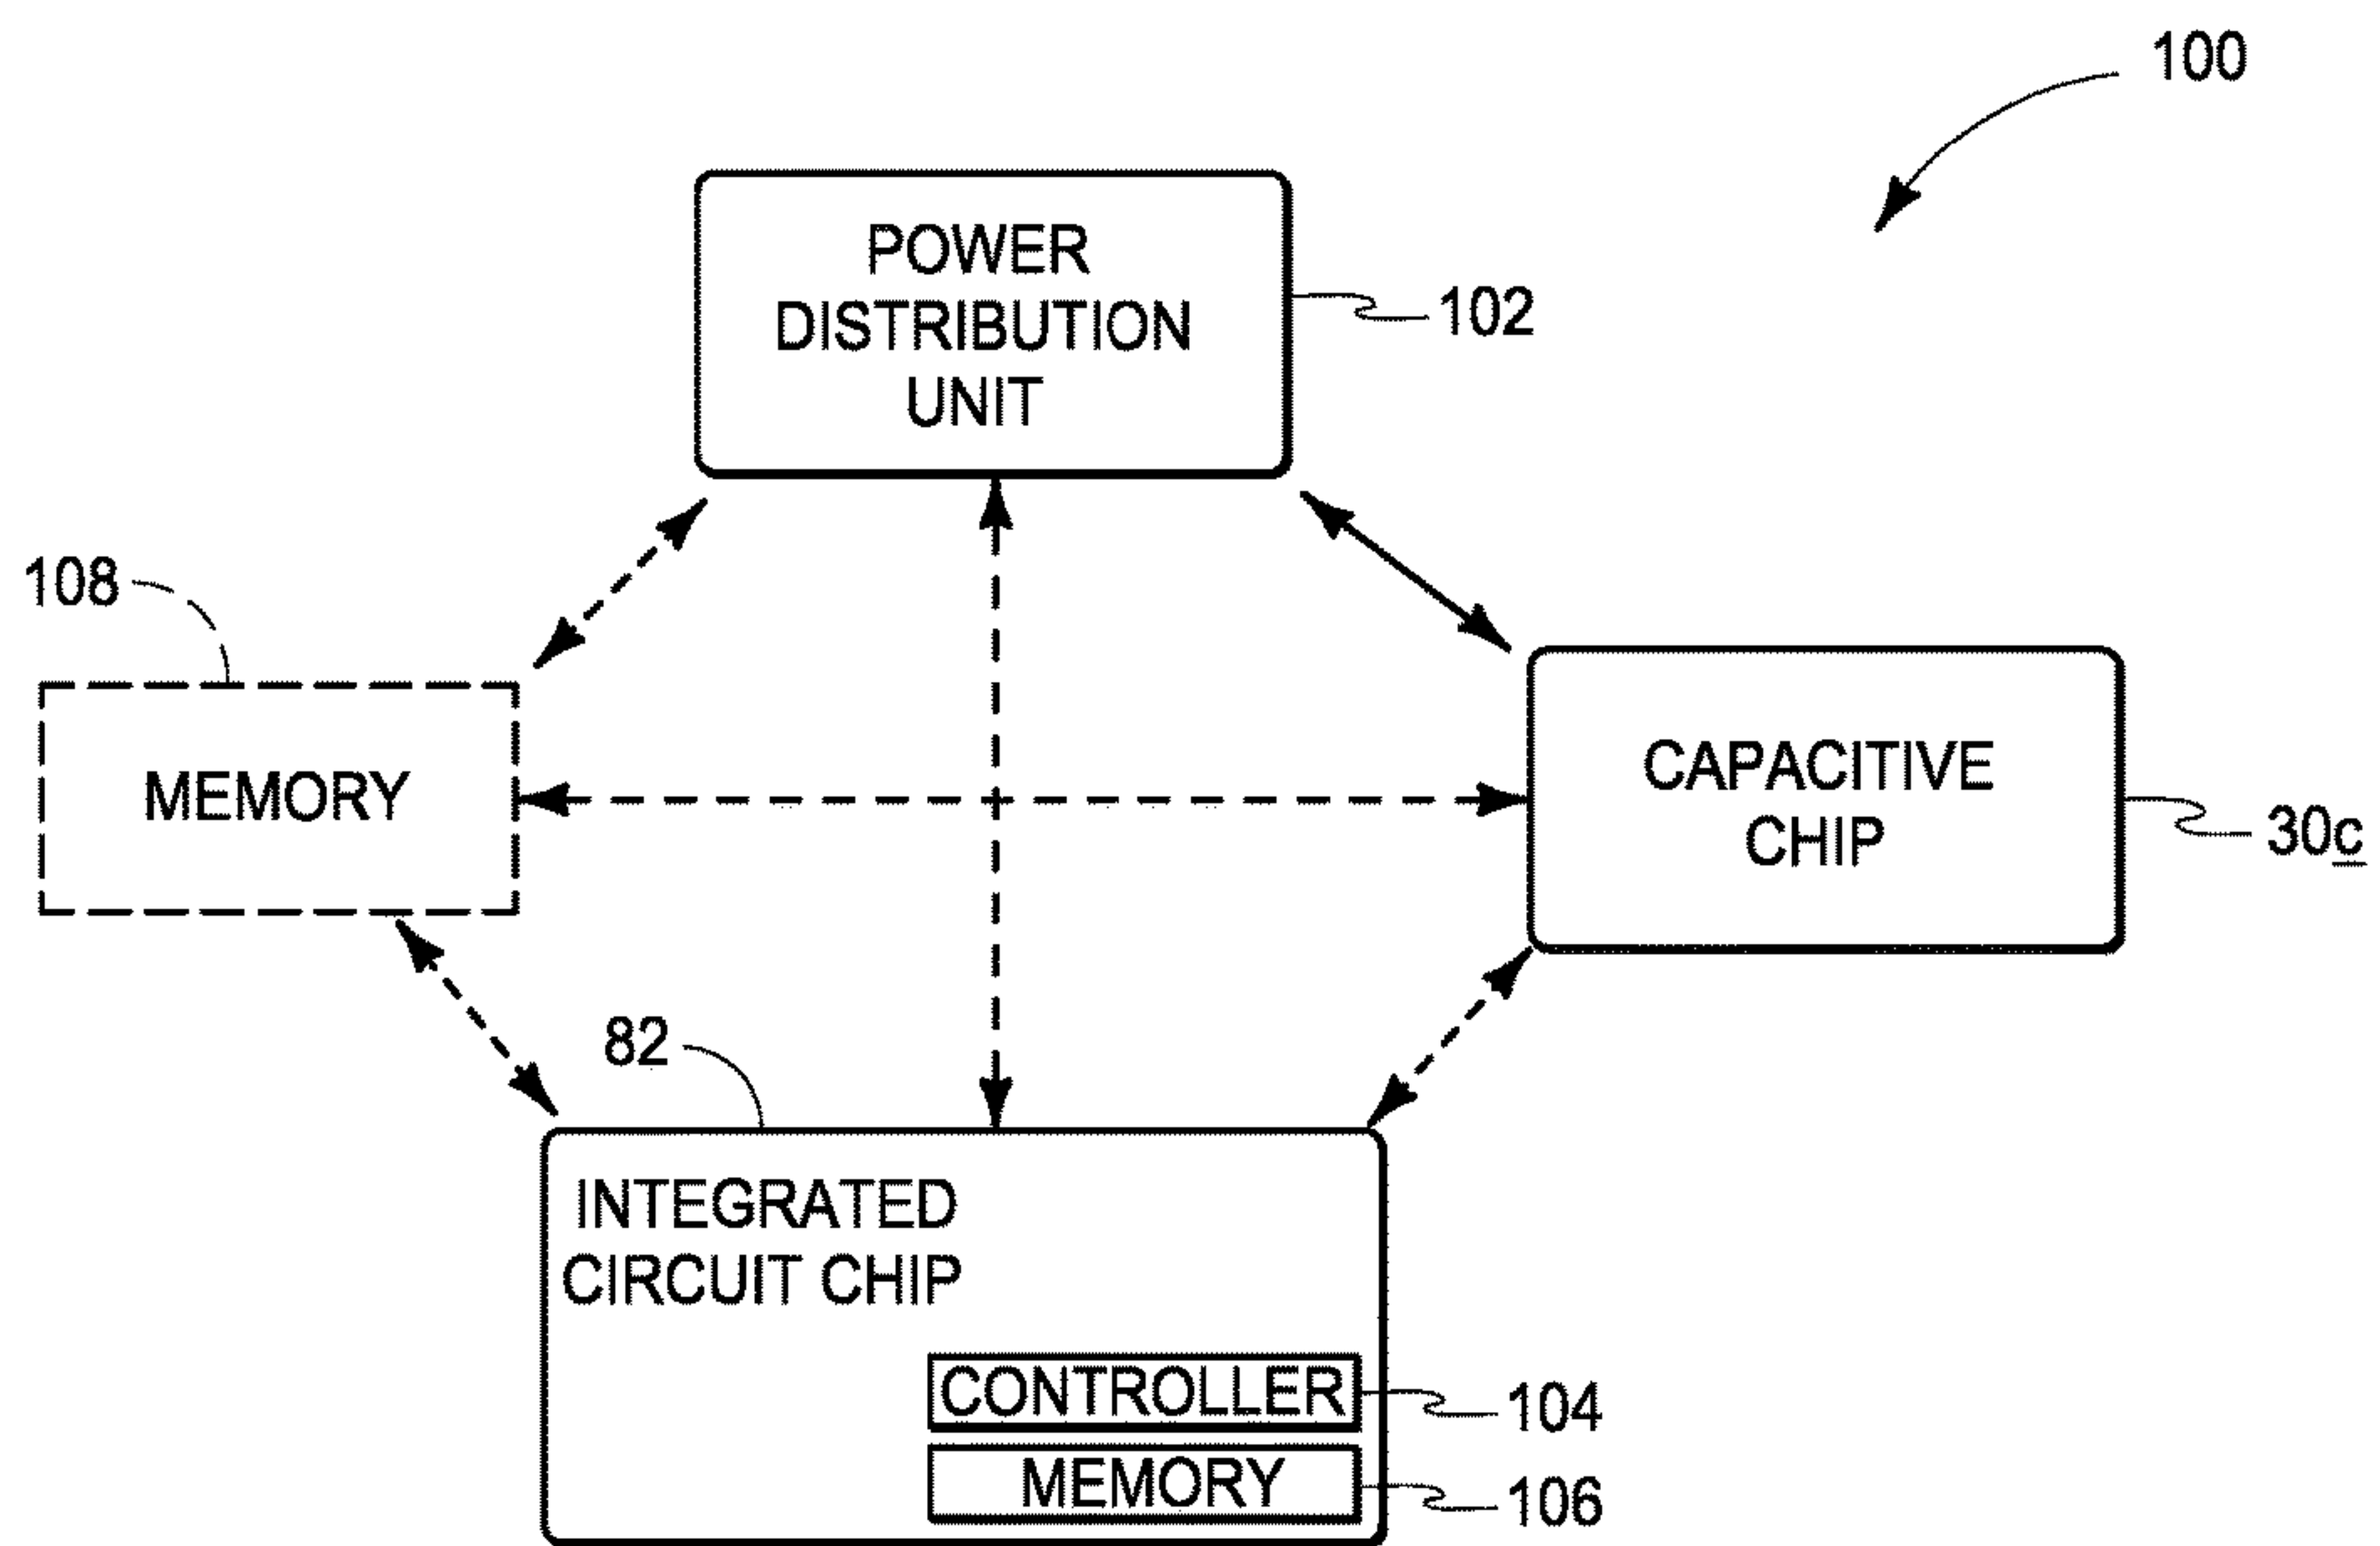 100
POWER
DISTRIBUTION
UNIT
102
108
MEMORY
CAPACITIVE
CHIP
30c
82
INTEGRATED
CIRCUIT CHIP
CONTROLLER
104
MEMORY
106